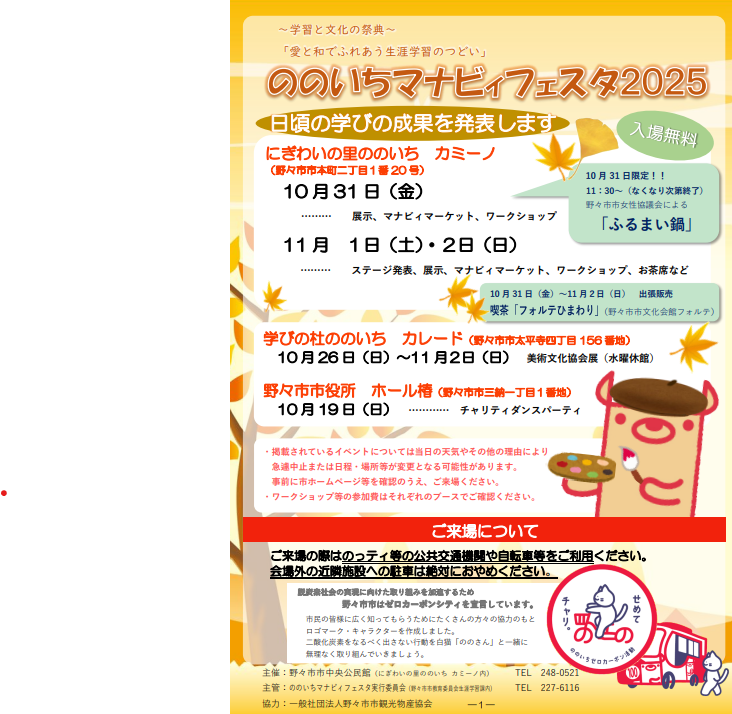 ～学習と文化の祭典～
「愛と和でふれあう生涯学習のつどい」
ののいちマナビィフェスタ2025
日頃の学びの成果を発表します
入場無料
にぎわいの里ののいち　カミーノ
（野々市市本町二丁目１番 20 号）
10 月 31 日（金）
………　展示、マナビィマーケット、ワークショップ
11 月　１日（土）・２日（日）
………　ステージ発表、展示、マナビィマーケット、ワークショップ、お茶席など
10 月 31 日限定！！
11：30～（なくなり次第終了）
野々市市女性協議会による
「ふるまい鍋」
10 月 31 日（金）～11 月 2 日（日）　出張販売
喫茶「フォルテひまわり」（野々市市文化会館フォルテ）
学びの杜ののいち　カレード（野々市市太平寺四丁目 156 番地）
10 月 26 日（日）～11 月 2 日（日）　美術文化協会展（水曜休館）
野々市市役所　ホール椿（野々市市三納一丁目１番地）
10 月 19 日（日）　…………　チャリティダンスパーティ
・掲載されているイベントについては当日の天気やその他の理由により
急遽中止または日程・場所等が変更となる可能性があります。
事前に市ホームページ等を確認のうえ、ご来場ください。
・ワークショップ等の参加費はそれぞれのブースでご確認ください。
ご来場について
ご来場の際はのっティ等の公共交通機関や自転車等をご利用ください。
会場外の近隣施設への駐車は絶対におやめください。
脱炭素社会の実現に向けた取り組みを加速するため
野々市市はゼロカーボンシティを宣言しています。
市民の皆様に広く知ってもらうためにたくさんの方々の協力のもと
ロゴマーク・キャラクターを作成しました。
二酸化炭素をなるべく出さない行動を白猫「ののさん」と一緒に
無理なく取り組んでいきましょう。
せめて
チャリ。
ののいちゼロカーボン活動
100
主催：野々市市中央公民館（にぎわいの里ののいち カミーノ内）　TEL　248-0521
主管：ののいちマナビィフェスタ実行委員会（野々市市教育委員会生涯学習課内）　TEL　227-6116
協力：一般社団法人野々市市観光物産協会
—１—